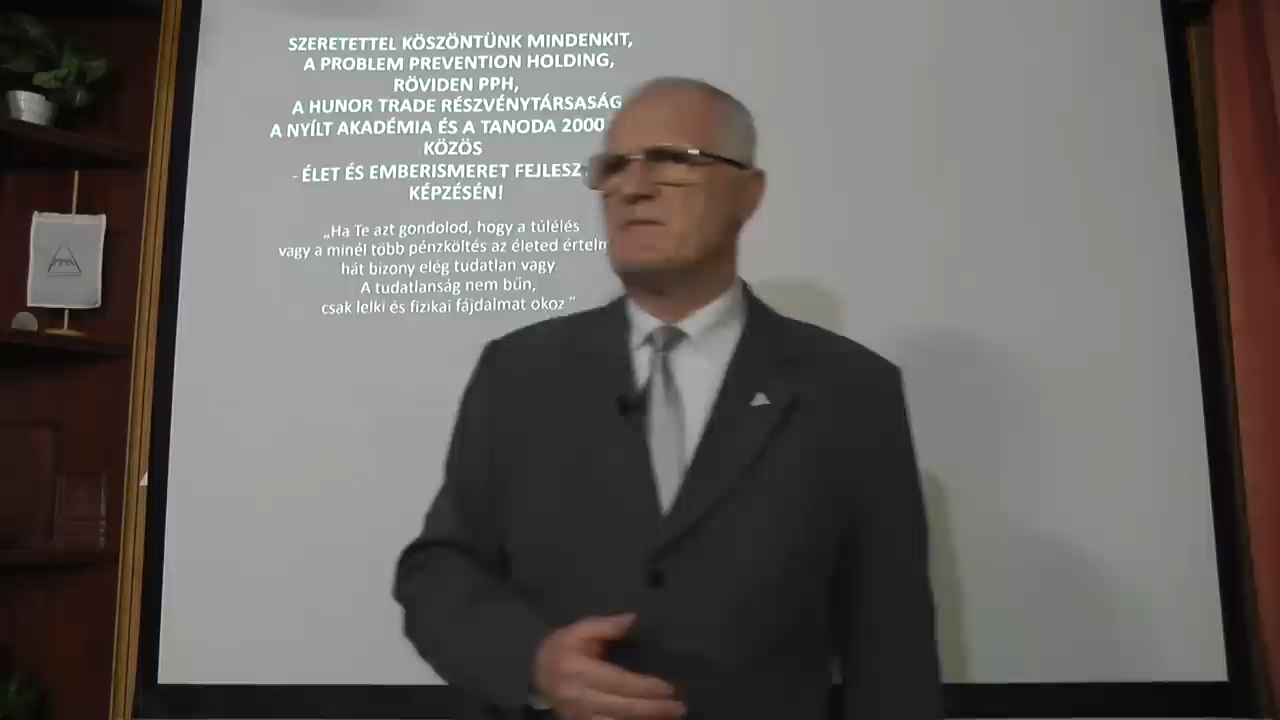 SZERETETTEL KÖSZÖNTÜNK MINDENKIT,
A PROBLEM PREVENTION HOLDING,
RÖVIDEN PPH,
A HUNOR TRADE RÉSZVÉNYTÁRSASÁG
A NYÍLT AKADÉMIA ÉS A TANODA 2000
KÖZÖS
- ÉLET ÉS EMBERISMERET FEJLESZ
KÉPZÉSÉN!
„Ha Te azt gondolod, hogy a túlélés
vagy a minél több pénzköltés az életed érteln
hát bizony elég tudatlan vagy.
A tudatlanság nem bűn,
csak lelki és fizikai fájdalmat okoz ”